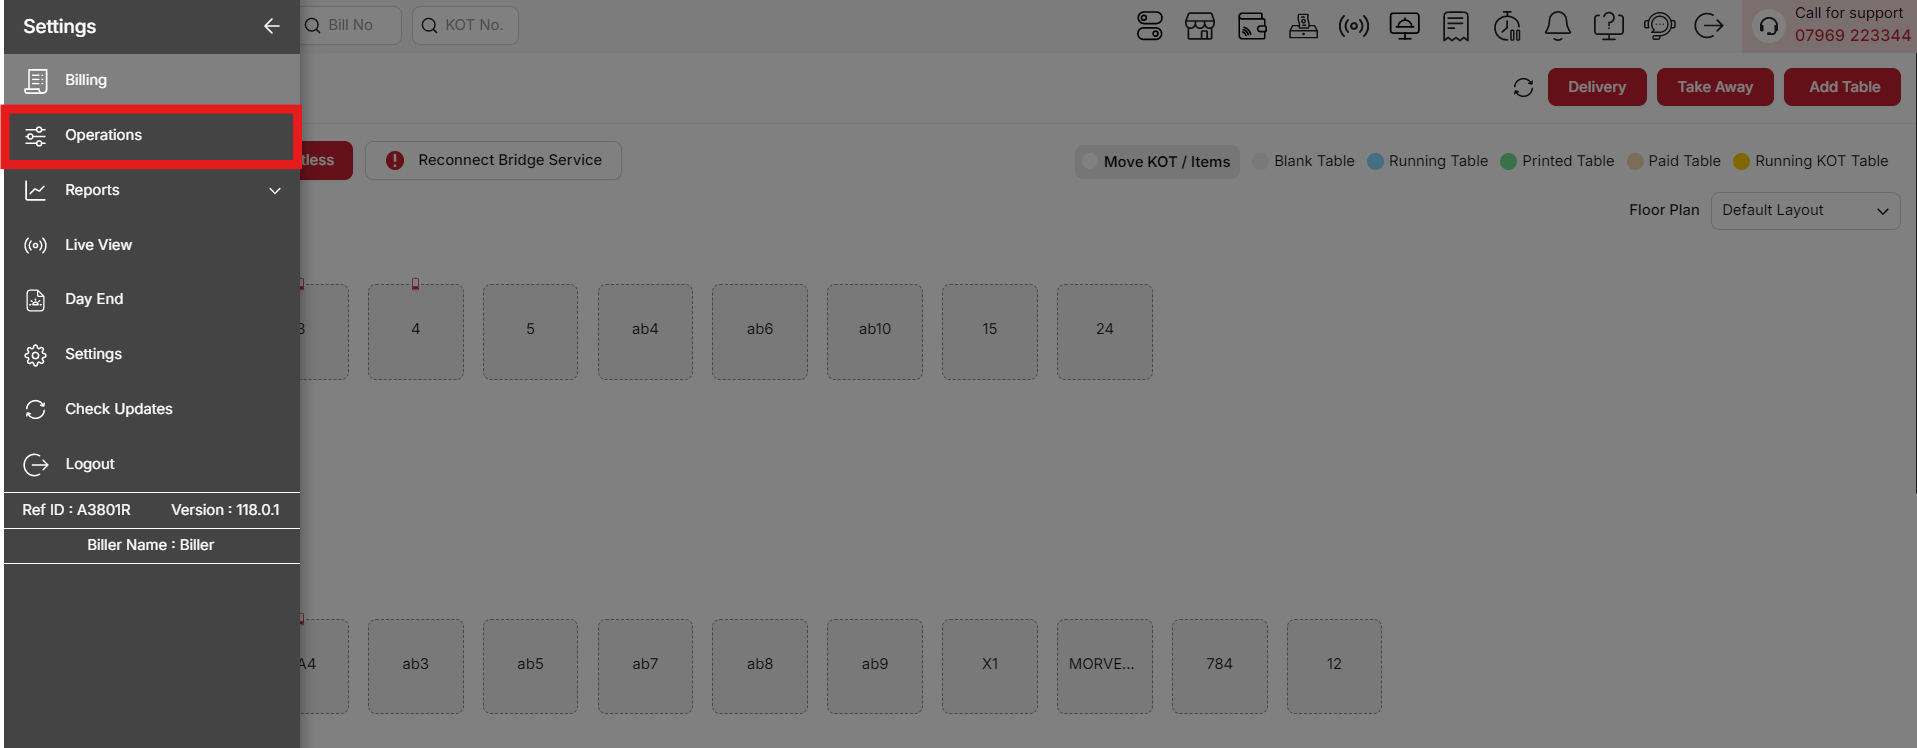 Settings
Bill No
KOT No.
Call for support
07969 223344
Billing
Delivery
Take Away
Add Table
Operations
tless
Reconnect Bridge Service
Move KOT / Items
Blank Table
Running Table
Printed Table
Paid Table
Running KOT Table
Reports
Floor Plan
Default Layout
Live View
Day End
3
4
5
ab4
ab6
ab10
15
24
Settings
Check Updates
Logout
Ref ID : A3801R
Version : 118.0.1
Biller Name : Biller
A4
ab3
ab5
ab7
ab8
ab9
X1
MORVE...
784
12